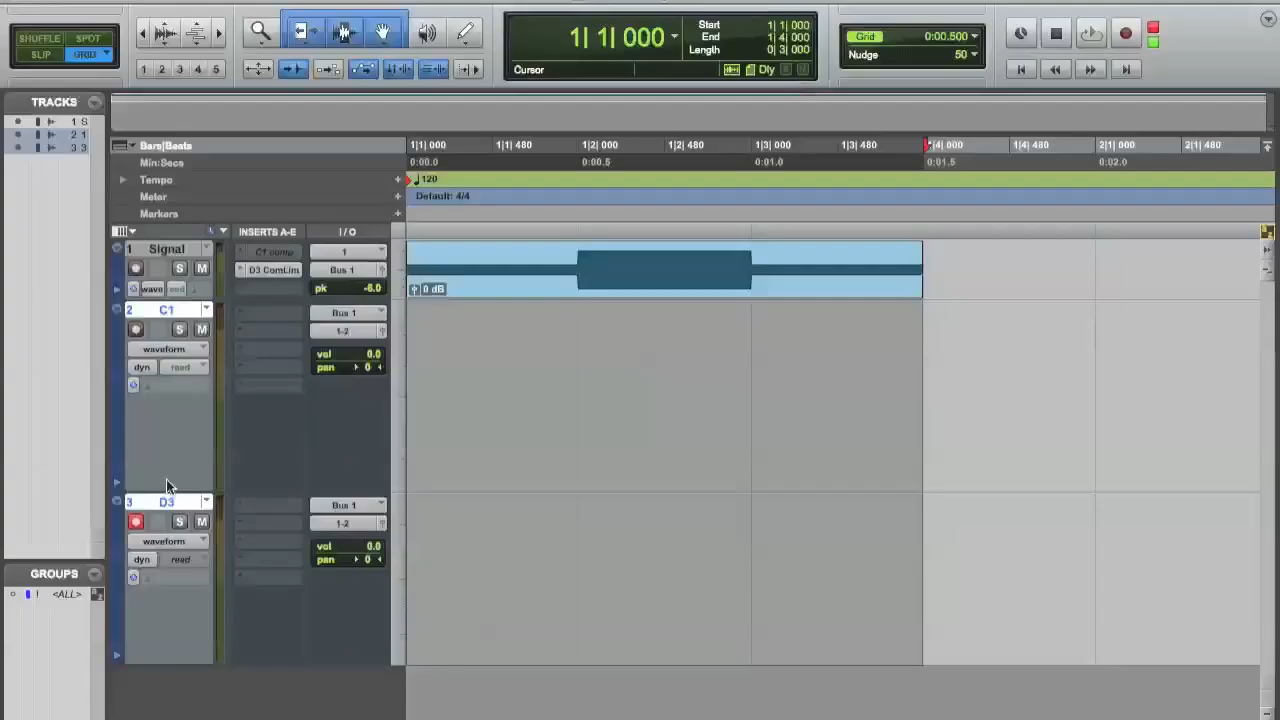 SHUFFLE SPOT
SLIP GRID
1 2 3 4 5
1| 1| 000
Start 1| 1| 000
End 1| 4| 000
Length 0| 3| 000
Cursor
Dly
Grid 0:00.500
Nudge 50
TRACKS
1 S
2 1
3 3
Bars|Beats
1|1| 000 1|1| 480 1|2| 000 1|2| 480 1|3| 000 1|3| 480 1|4| 000 1|4| 480 2|1| 000 2|1| 480
Min:Secs
0:00.0 0:00.5 0:01.0 0:01.5 0:02.0
Tempo +
120
Meter +
Default: 4/4
Markers +
INSERTS A-E I / O
1 Signal
C1 comp 1
S M
D3 ComLim Bus 1
wave read
pk -8.0
0 dB
2 C1
Bus 1
S M
1-2
waveform
vol 0.0
dyn read
pan 0
3 D3
Bus 1
S M
1-2
waveform
vol 0.0
dyn read
pan 0
GROUPS
! <ALL>
a
z